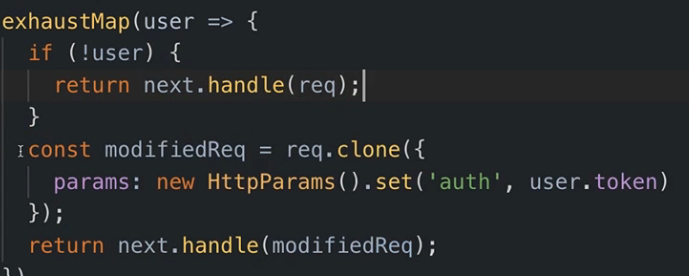 exhaustMap(user => {
if (!user) {
return next.handle(req);
}
const modifiedReq = req.clone({
params: new HttpParams().set('auth', user.token)
});
return next.handle(modifiedReq);
})